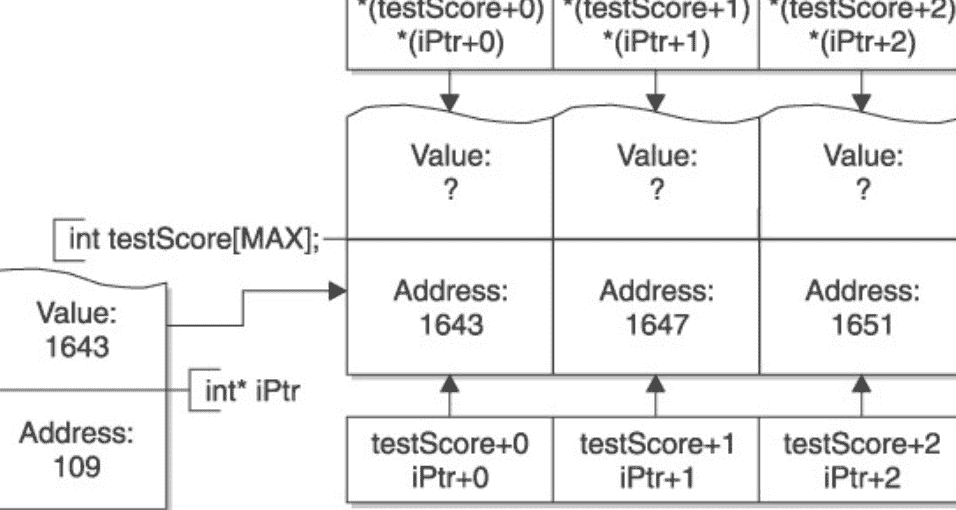 *(testScore+0)
*(iPtr+0)
*(testScore+1)
*(iPtr+1)
*(testScore+2)
*(iPtr+2)
Value:
?
Value:
?
Value:
?
int testScore[MAX];
Address:
1643
Address:
1647
Address:
1651
Value:
1643
int* iPtr
Address:
109
testScore+0
iPtr+0
testScore+1
iPtr+1
testScore+2
iPtr+2